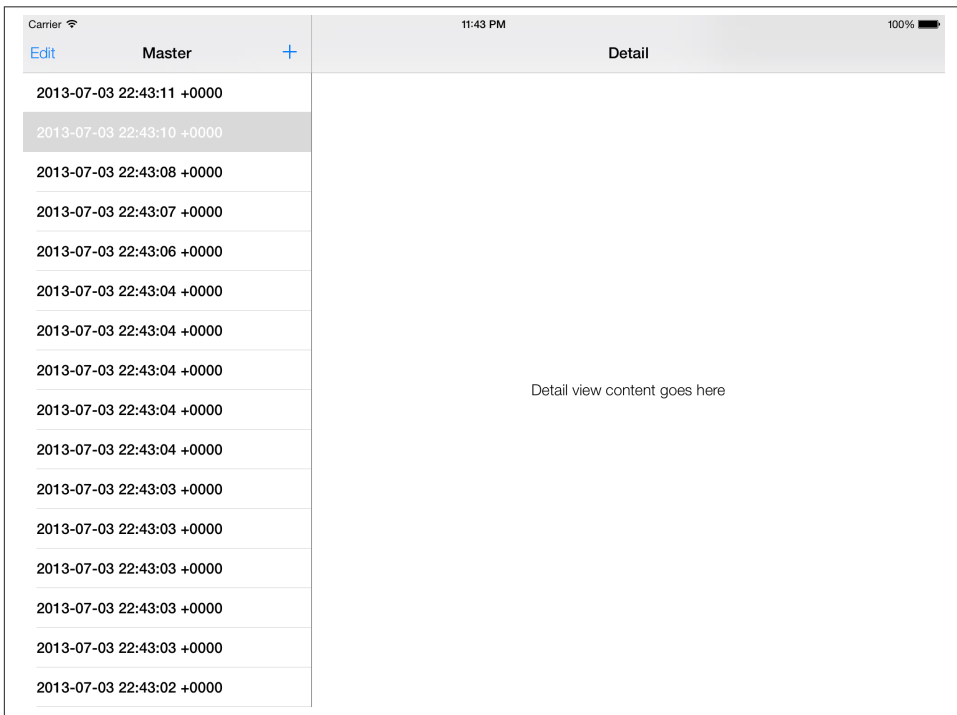 Carrier 11:43 PM 100%
Edit Master + Detail
2013-07-03 22:43:11 +0000
2013-07-03 22:43:10 +0000
2013-07-03 22:43:08 +0000
2013-07-03 22:43:07 +0000
2013-07-03 22:43:06 +0000
2013-07-03 22:43:04 +0000
2013-07-03 22:43:04 +0000
2013-07-03 22:43:04 +0000
2013-07-03 22:43:04 +0000
2013-07-03 22:43:04 +0000
2013-07-03 22:43:03 +0000
2013-07-03 22:43:03 +0000
2013-07-03 22:43:03 +0000
2013-07-03 22:43:03 +0000
2013-07-03 22:43:03 +0000
2013-07-03 22:43:02 +0000
Detail view content goes here